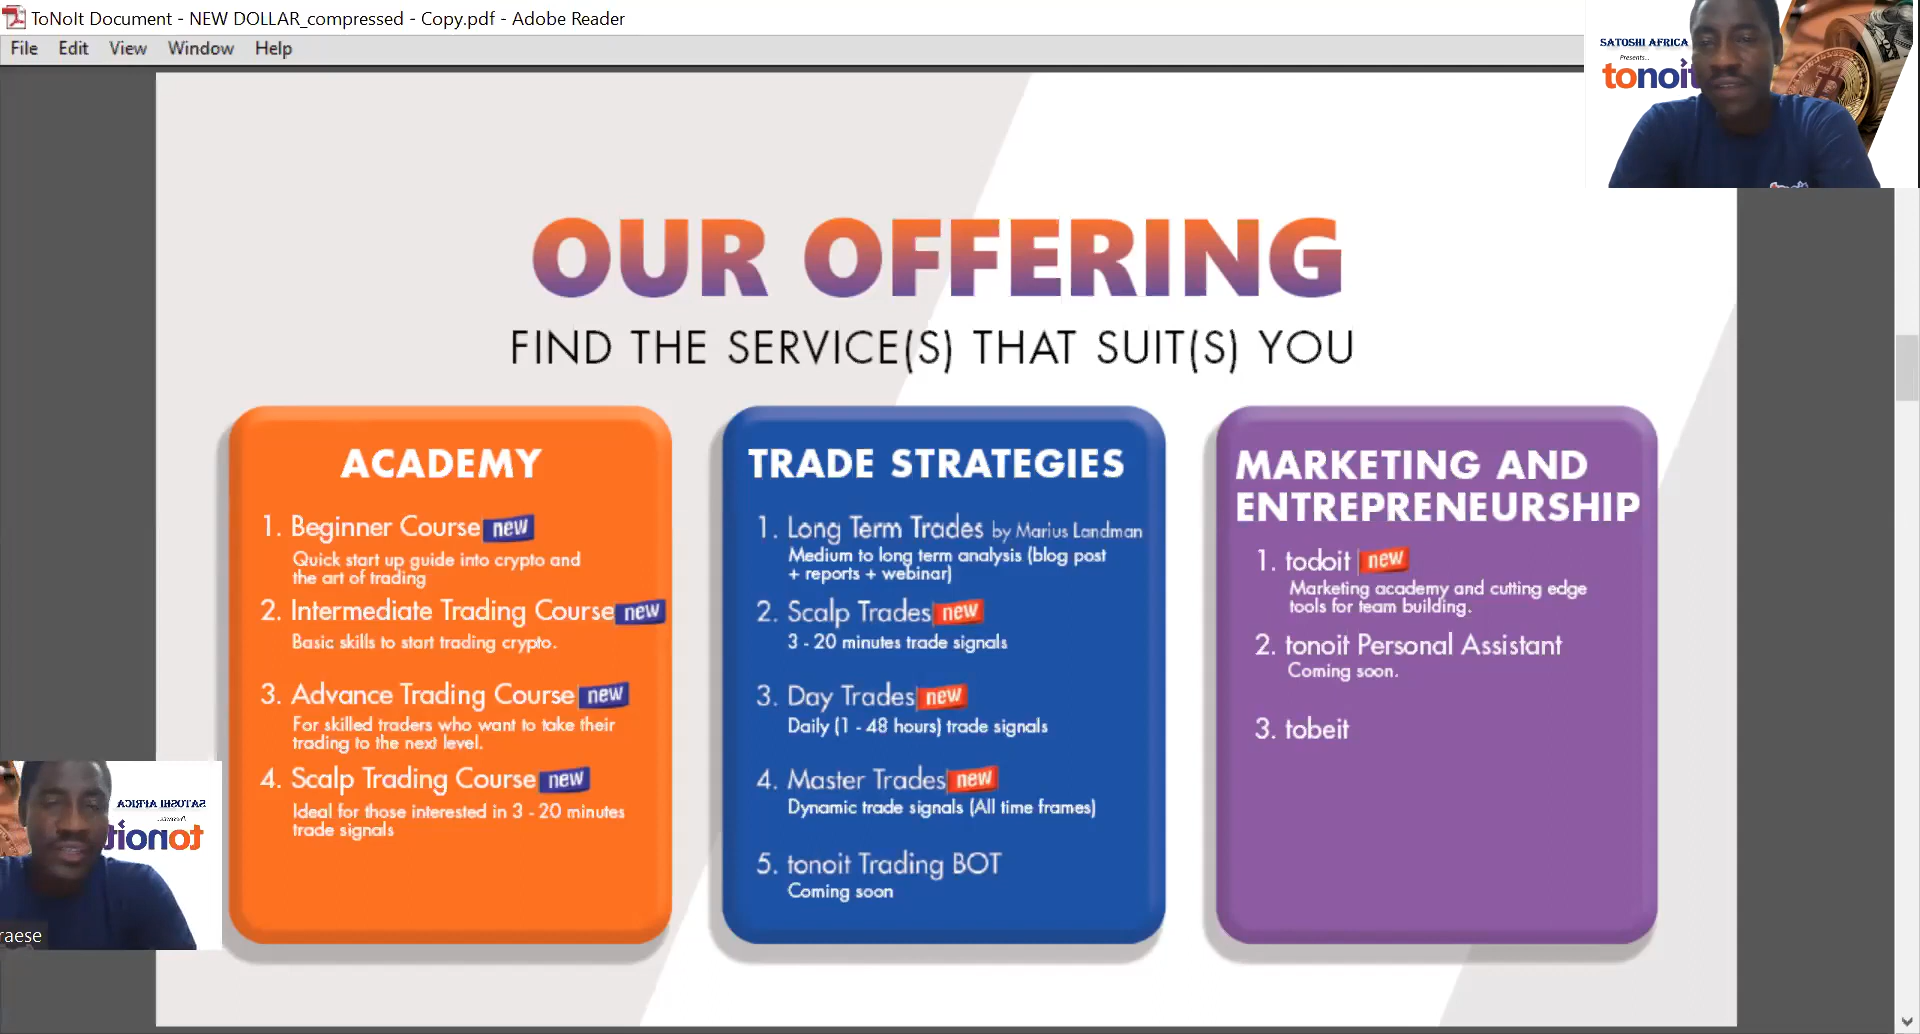 ToNoIt Document - NEW DOLLAR_compressed - Copy.pdf - Adobe Reader
File Edit View Window Help
SATOSHI AFRICA
Presents...
tonoit
OUR OFFERING
FIND THE SERVICE(S) THAT SUIT(S) YOU
ACADEMY
1. Beginner Course new
Quick start up guide into crypto and
the art of trading
2. Intermediate Trading Course new
Basic skills to start trading crypto.
3. Advance Trading Course new
For skilled traders who want to take their
trading to the next level.
4. Scalp Trading Course new
Ideal for those interested in 3 - 20 minutes
trade signals
TRADE STRATEGIES
1. Long Term Trades by Marius Landman
Medium to long term analysis (blog post
+ reports + webinar)
2. Scalp Trades new
3 - 20 minutes trade signals
3. Day Trades new
Daily (1 - 48 hours) trade signals
4. Master Trades new
Dynamic trade signals (All time frames)
5. tonoit Trading BOT
Coming soon
MARKETING AND
ENTREPRENEURSHIP
1. todoit new
Marketing academy and cutting edge
tools for team building.
2. tonoit Personal Assistant
Coming soon.
3. tobeit
SATOSHI AFRICA
Presents...
tonoit
raese